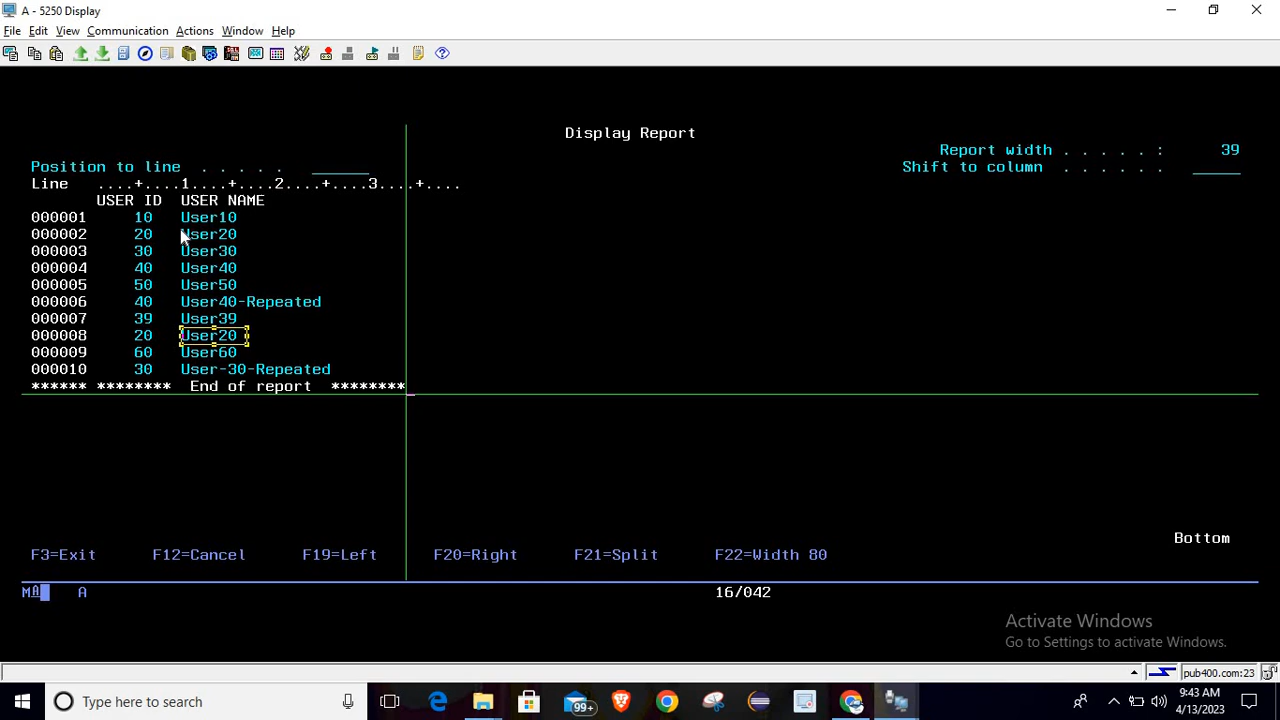 A - 5250 Display
File Edit View Communication Actions Window Help
Display Report
Report width . . . . . : 39
Position to line . . . . .
Shift to column . . . . . .
Line ....+....1....+....2....+....3....+....
USER ID USER NAME
000001 10 User10
000002 20 User20
000003 30 User30
000004 40 User40
000005 50 User50
000006 40 User40-Repeated
000007 39 User39
000008 20 User20
000009 60 User60
000010 30 User-30-Repeated
****** ******** End of report ********
Bottom
F3=Exit F12=Cancel F19=Left F20=Right F21=Split F22=Width 80
MA A 16/042
Activate Windows
Go to Settings to activate Windows.
pub400.com:23
Type here to search
99+
9:43 AM
4/13/2023